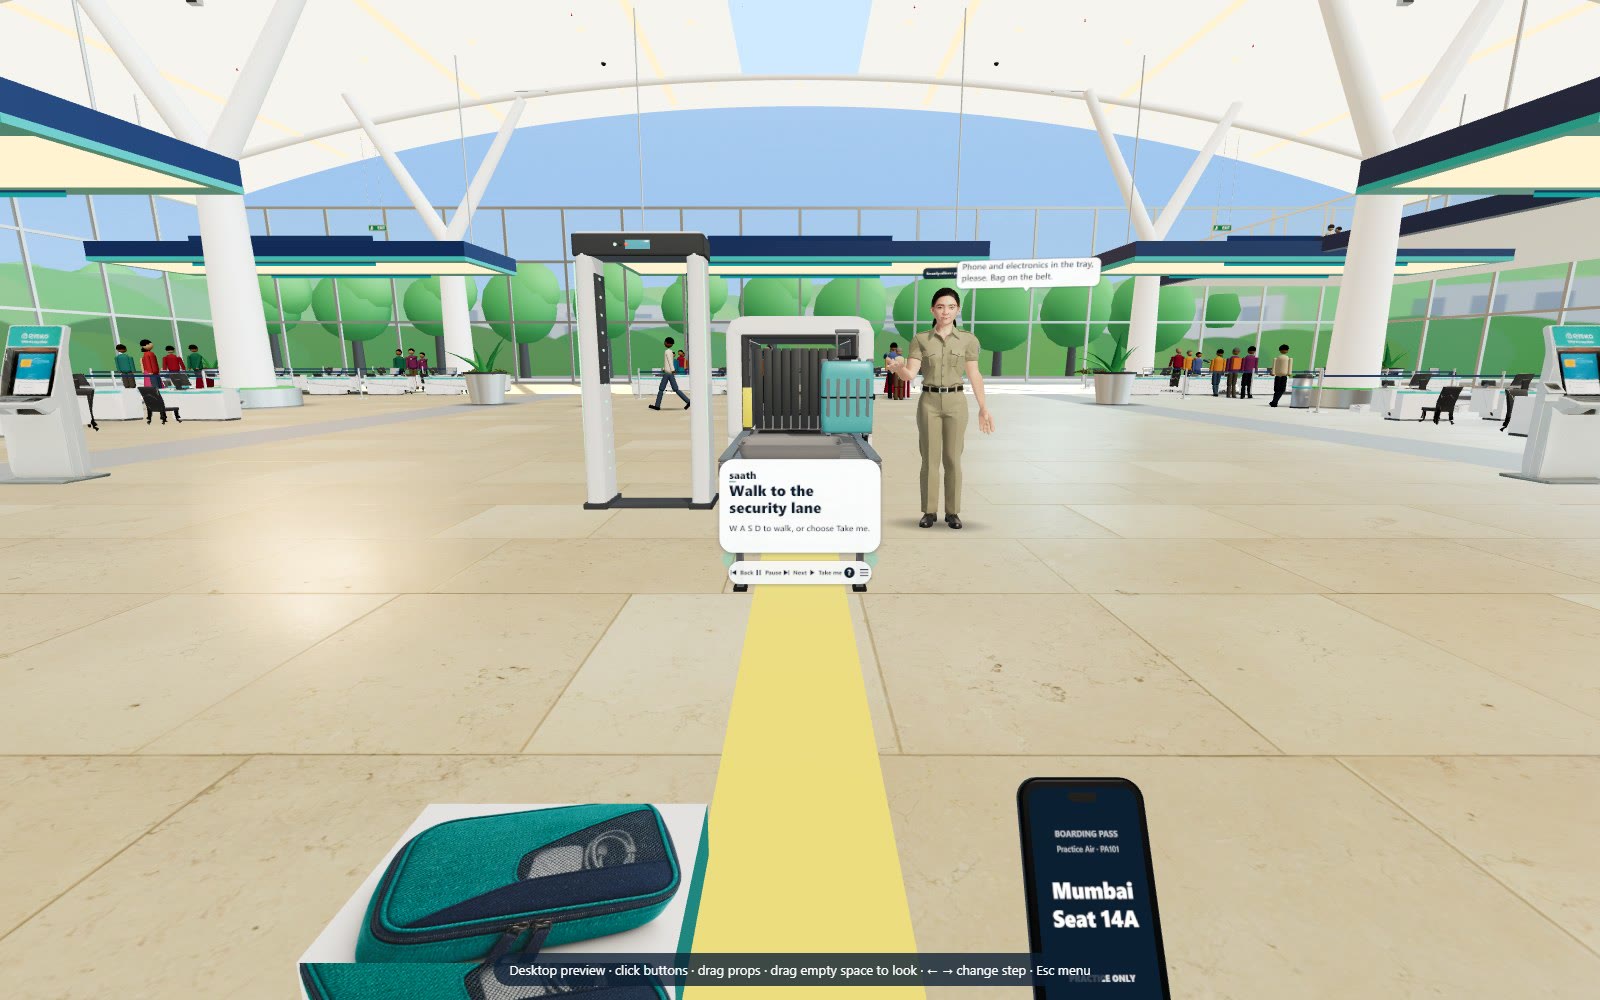 Phone and electronics in the tray,
please. Bag on the belt.
saath
Walk to the
security lane
W A S D to walk, or choose Take me.
Back Pause Next Take me ?
BOARDING PASS
Practice Air - PA101
Mumbai
Seat 14A
ONLY
Desktop preview · click buttons · drag props · drag empty space to look · ← → change step · Esc menu